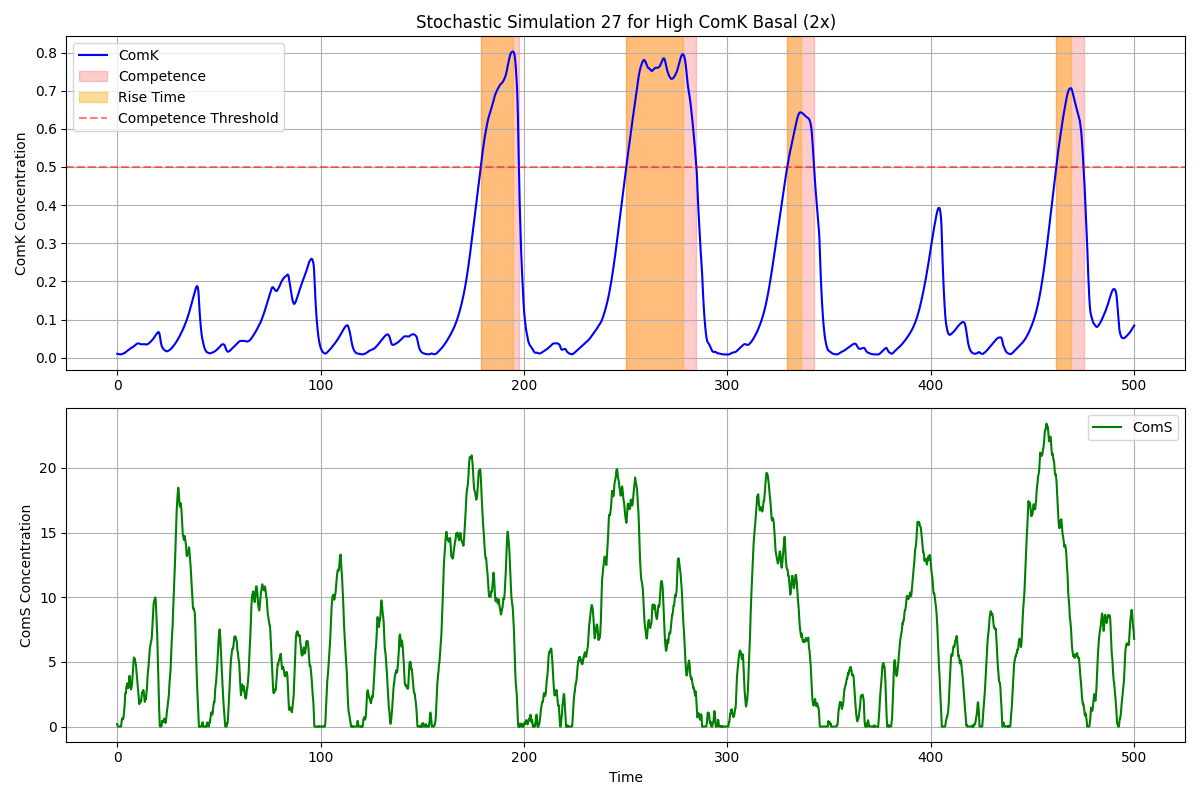 Stochastic Simulation 27 for High ComK Basal (2x)
ComK Concentration
0.8
0.7
0.6
0.5
0.4
0.3
0.2
0.1
0.0
ComK
Competence
Rise Time
Competence Threshold
0 100 200 300 400 500
ComS Concentration
20
15
10
5
0
ComS
0 100 200 300 400 500
Time